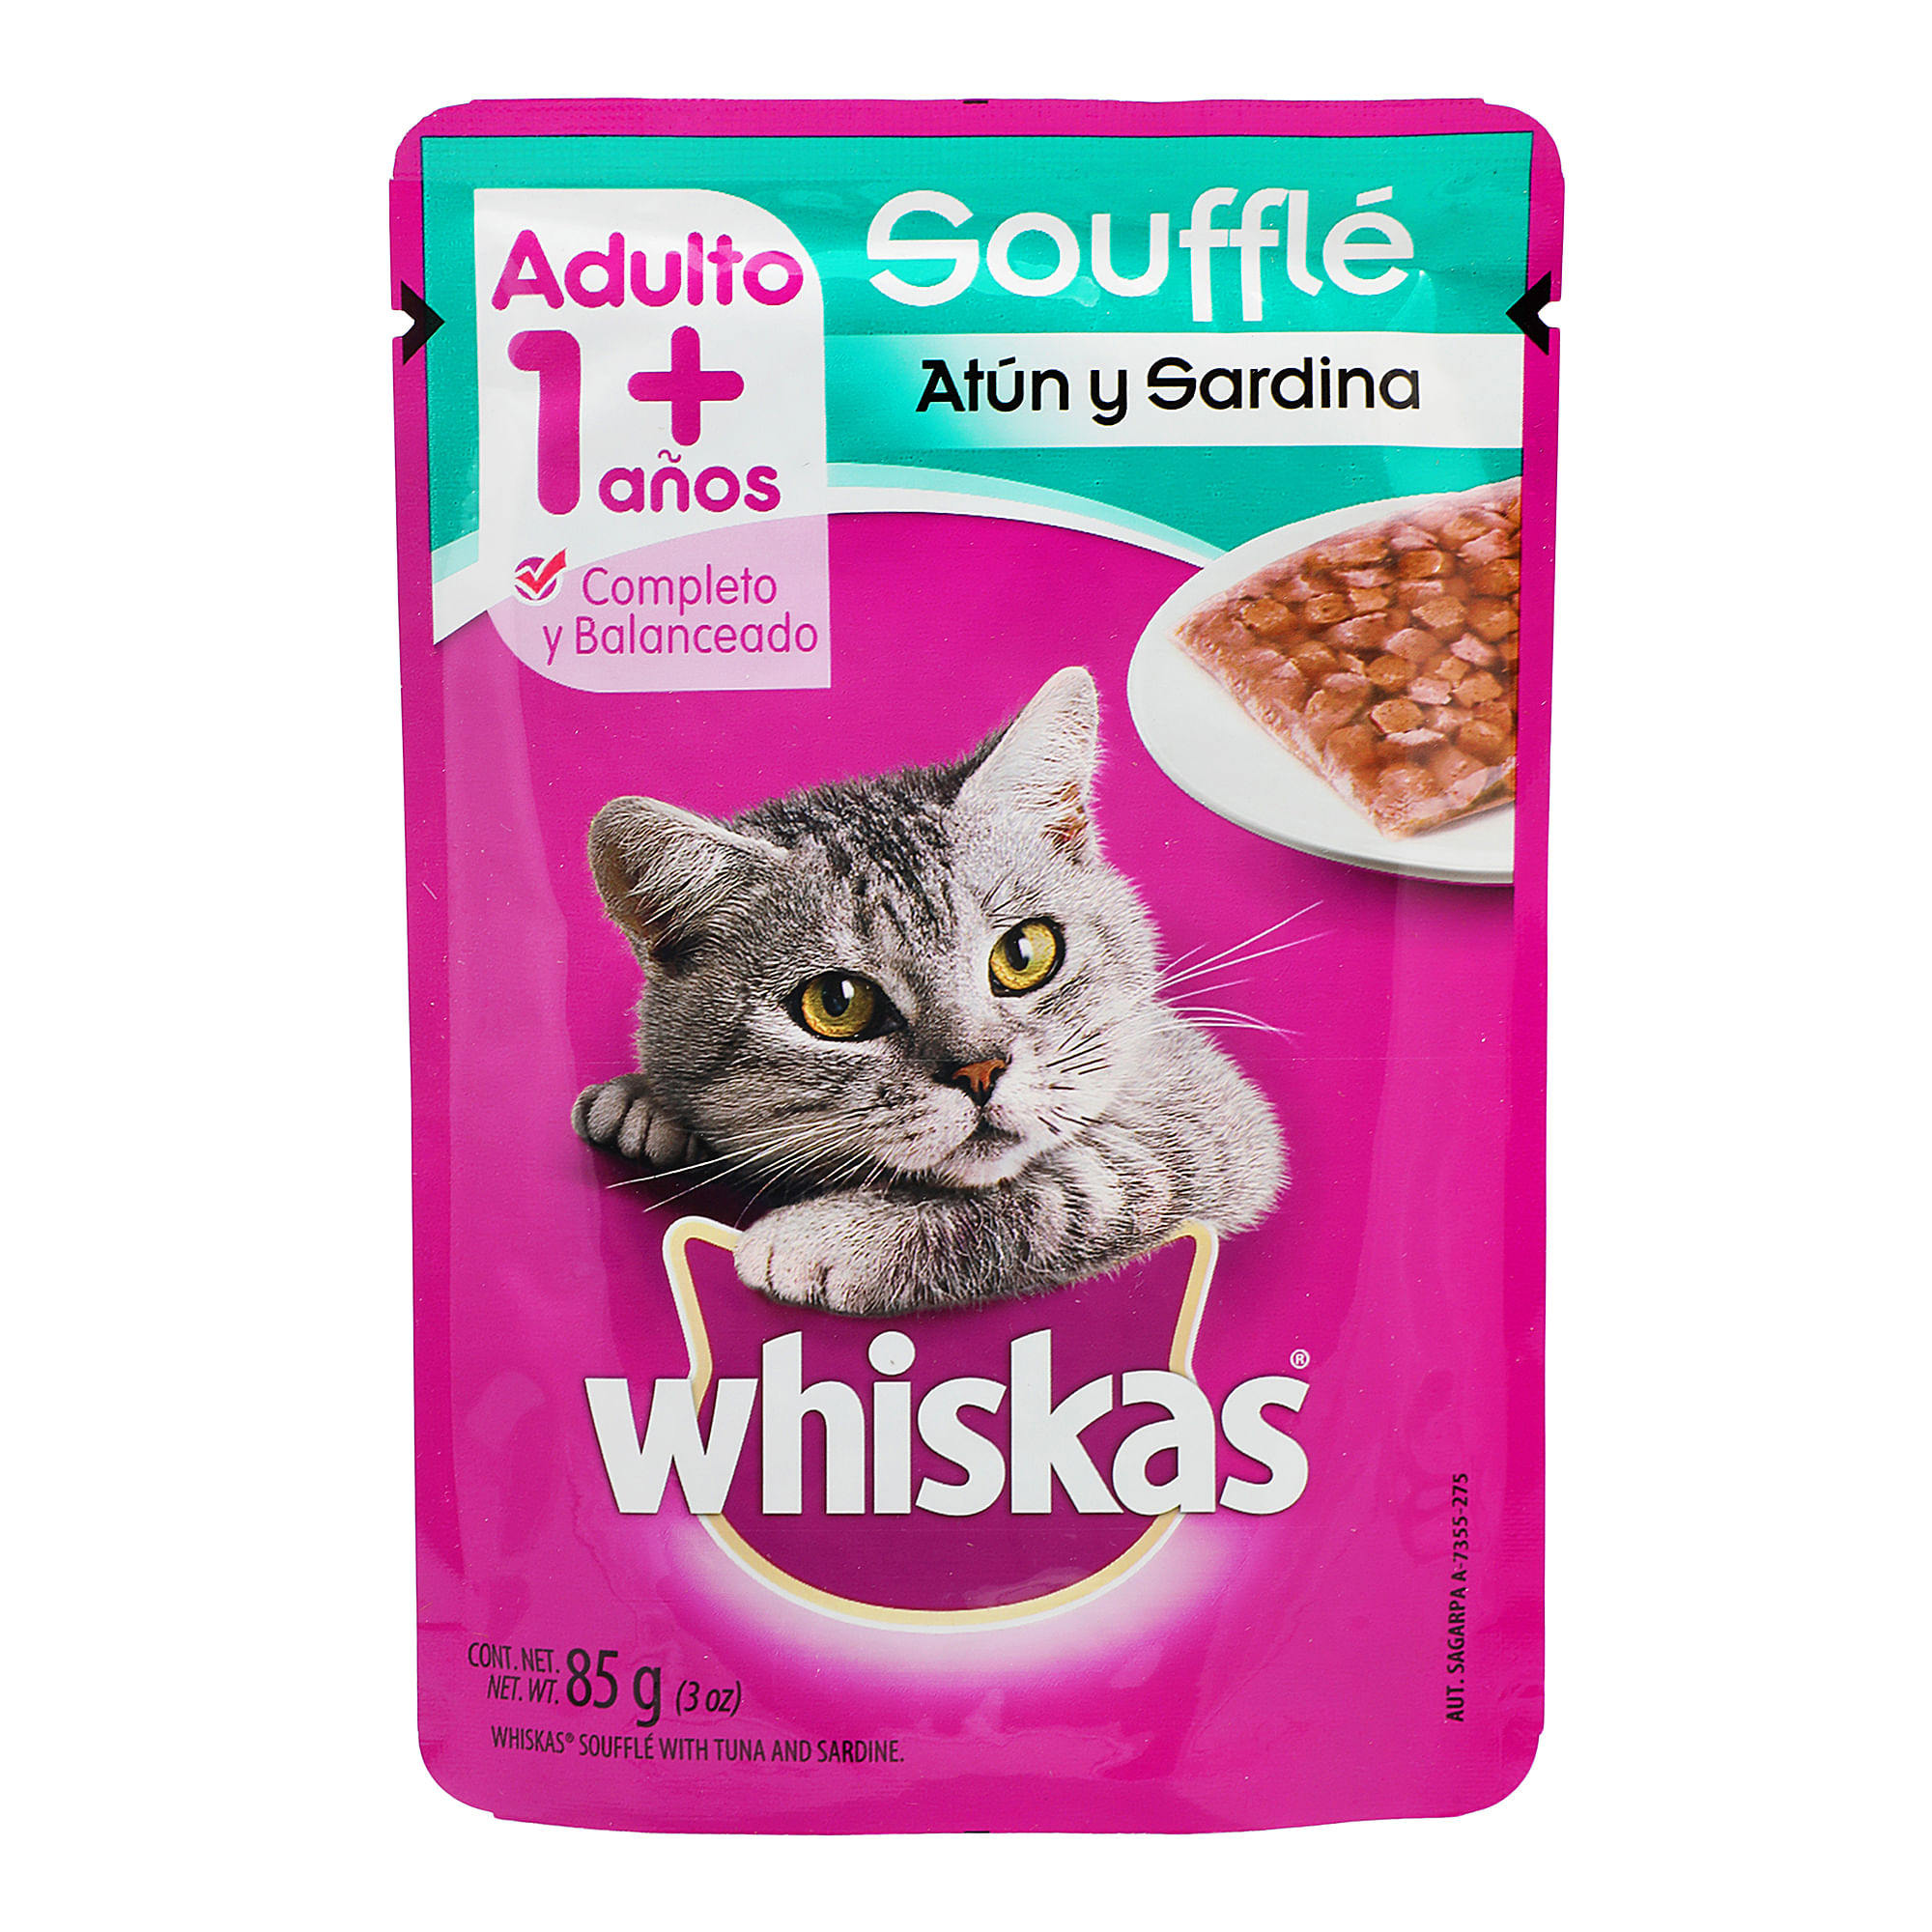 Adulto
1+
años
Completo
y Balanceado
Soufflé
Atún y Sardina
whiskas®
CONT. NET.
NET. WT. 85 g (3 oz)
WHISKAS® SOUFFLÉ WITH TUNA AND SARDINE.
AUT. SAGARPA A-7355-275